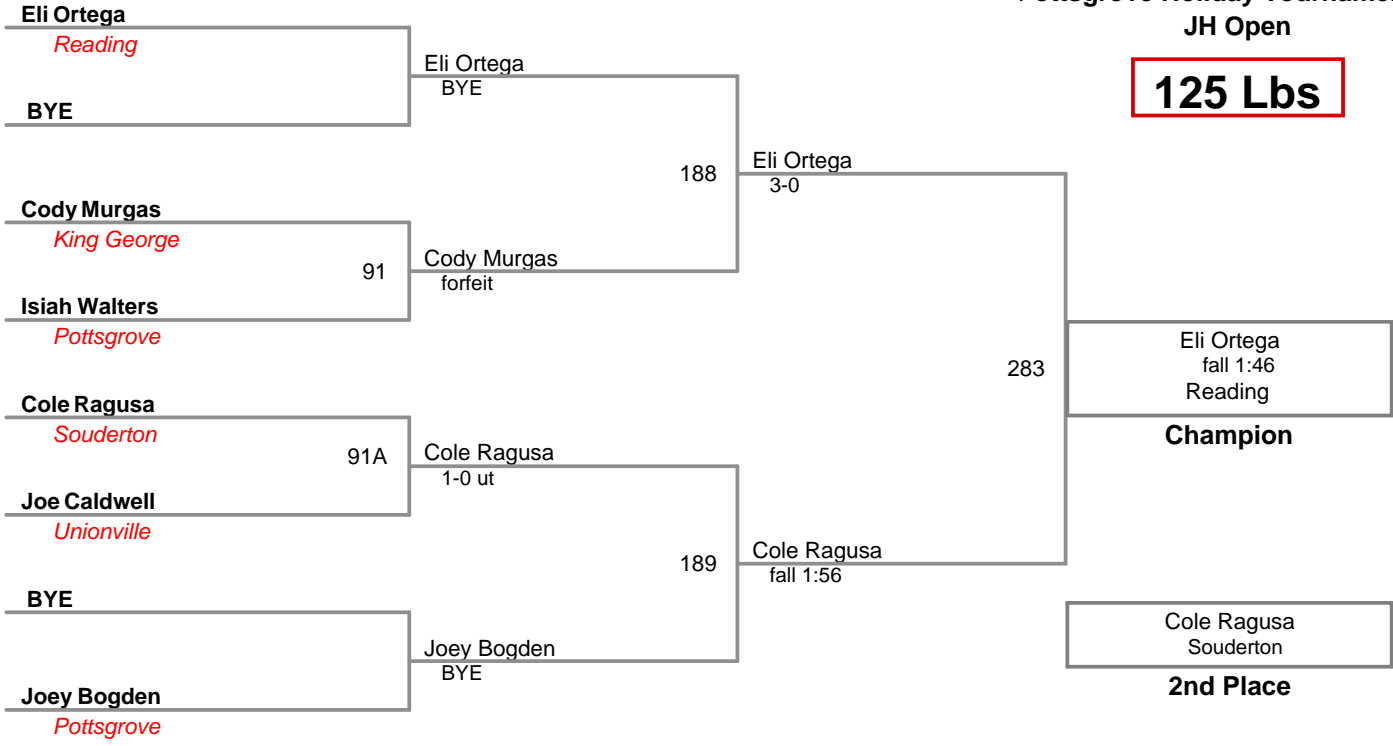 Pottsgrove Holiday
JH Open
125 Lbs
Eli Ortega
Reading
BYE
Eli Ortega
BYE
188
Eli Ortega
3-0
Cody Murgas
King George
91
Cody Murgas
forfeit
Isiah Walters
Pottsgrove
283
Eli Ortega
fall 1:46
Reading
Champion
Cole Ragusa
Souderton
91A
Cole Ragusa
1-0 ut
Joe Caldwell
Unionville
189
Cole Ragusa
fall 1:56
BYE
Joey Bogden
BYE
Joey Bogden
Pottsgrove
Cole Ragusa
Souderton
2nd Place